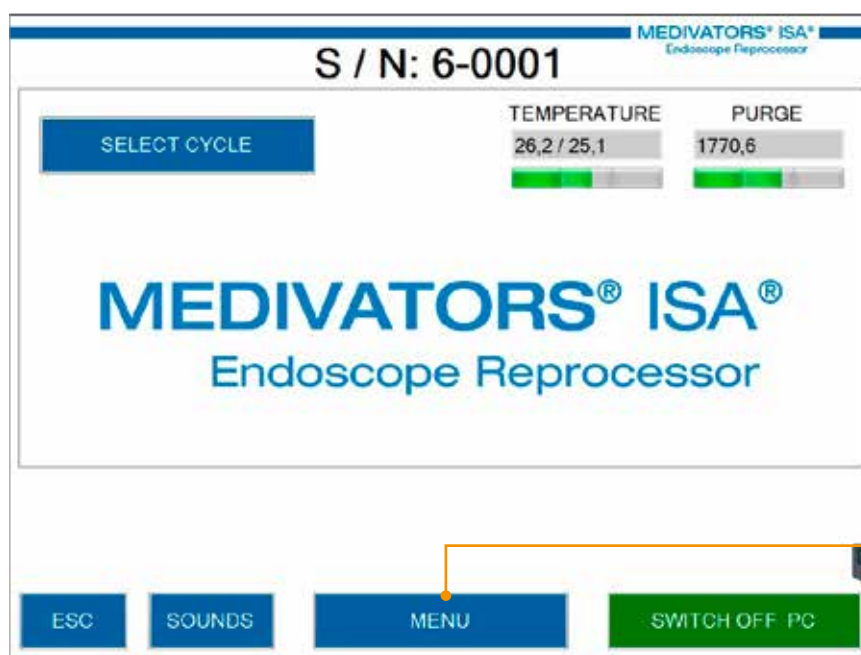 MEDIVATORS® ISA®
Endoscope Reprocessor
S / N: 6-0001
TEMPERATURE PURGE
SELECT CYCLE 26,2 / 25,1 1770,6
MEDIVATORS® ISA®
Endoscope Reprocessor
ESC SOUNDS MENU SWITCH OFF PC